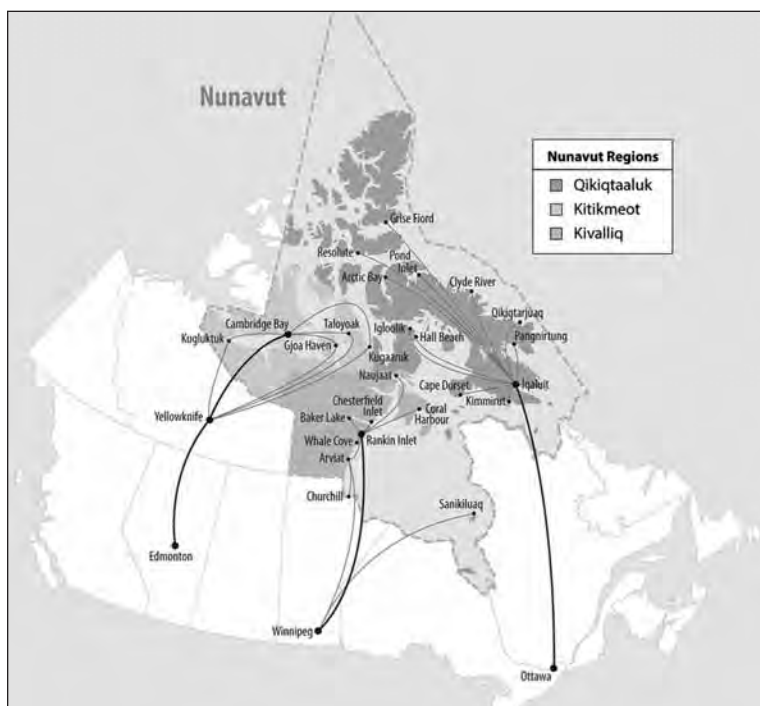 Nunavut
Nunavut Regions
Qikiqtaaluk
Kitikmeot
Kivalliq
Grise Fiord
Resolute
Pond
Inlet
Arctic Bay
Clyde River
Qikiqtarjuaq
Pangnirtung
Cambridge Bay
Taloyoak
Igloolik
Hall Beach
Kugluktuk
Gjoa Haven
Kugaaruk
Naujaat
Iqaluit
Cape Dorset
Kimmirut
Yellowknife
Chesterfield
Inlet
Baker Lake
Coral
Harbour
Whale Cove
Rankin Inlet
Arviat
Churchill
Sanikiluaq
Edmonton
Winnipeg
Ottawa